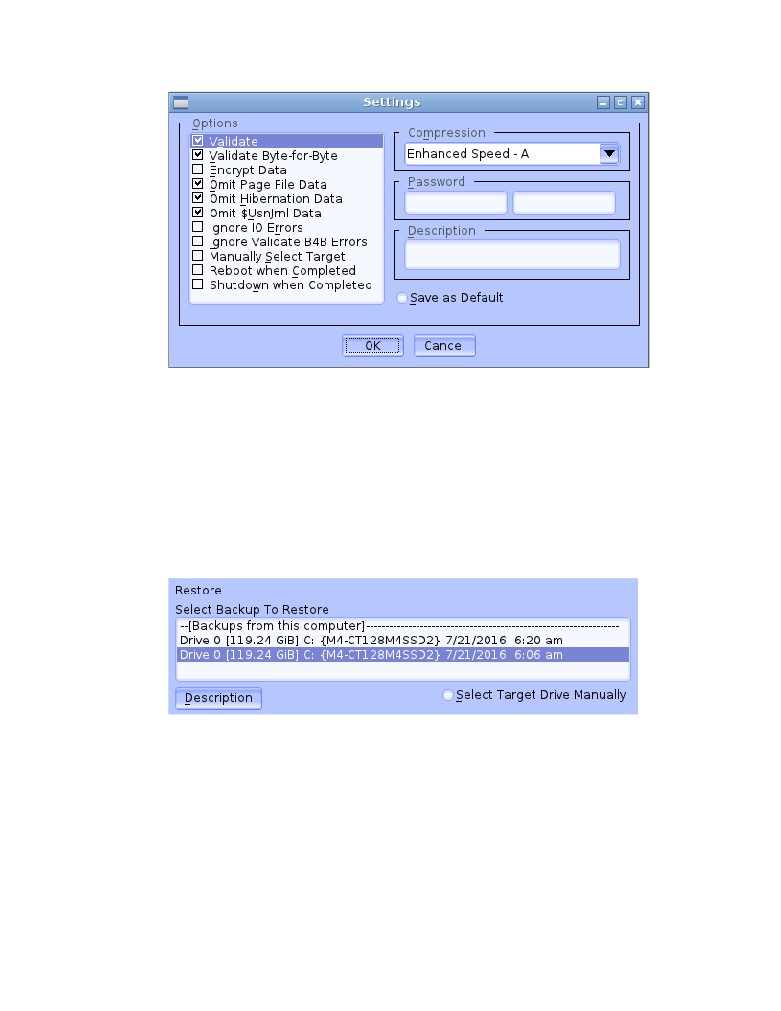 Settings
Options
Validate
Validate Byte-for-Byte
Encrypt Data
Omit Page File Data
Omit Hibernation Data
Omit $UsnJrnl Data
Ignore IO Errors
Ignore Validate B4B Errors
Manually Select Target
Reboot when Completed
Shutdown when Completed
Compression
Enhanced Speed - A
Password
Description
Save as Default
OK
Cance
Restore
Select Backup To Restore
--[Backups from this computer]--------------------------------------------------------------
Drive 0 [119.24 GiB] C: {M4-CT128M4SSD2} 7/21/2016 6:20 am
Drive 0 [119.24 GiB] C: {M4-CT128M4SSD2} 7/21/2016 6:06 am
Description
Select Target Drive Manually